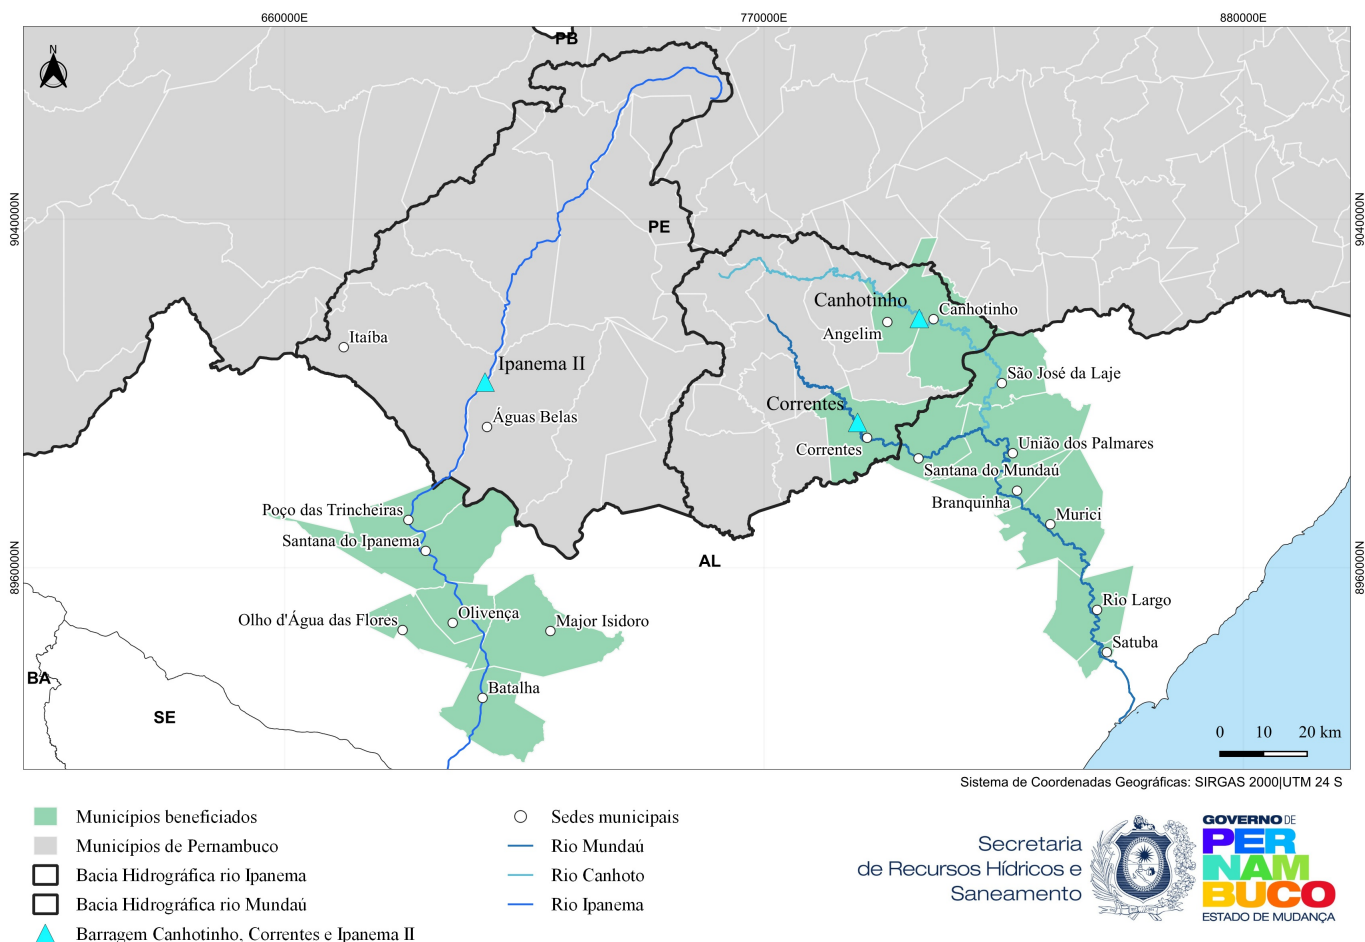 660000E
770000E
880000E
N
PB
9040000N
9040000N
PE
Canhotinho
Canhotinho
Angelim
Itaíba
Ipanema II
São José da Laje
Águas Belas
Correntes
Correntes
União dos Palmares
Santana do Mundaú
Branquinha
Poço das Trincheiras
Murici
Santana do Ipanema
AL
8960000N
8960000N
Rio Largo
Olho d'Água das Flores
Olivença
Major Isidoro
Satuba
BA
Batalha
SE
0 10 20 km
Sistema de Coordenadas Geográficas: SIRGAS 2000|UTM 24 S
Municípios beneficiados
Municípios de Pernambuco
Bacia Hidrográfica rio Ipanema
Bacia Hidrográfica rio Mundaú
Barragem Canhotinho, Correntes e Ipanema II
Sedes municipais
Rio Mundaú
Rio Canhoto
Rio Ipanema
Secretaria
de Recursos Hídricos e
Saneamento
GOVERNO DE
PER
NAM
BUCO
ESTADO DE MUDANÇA